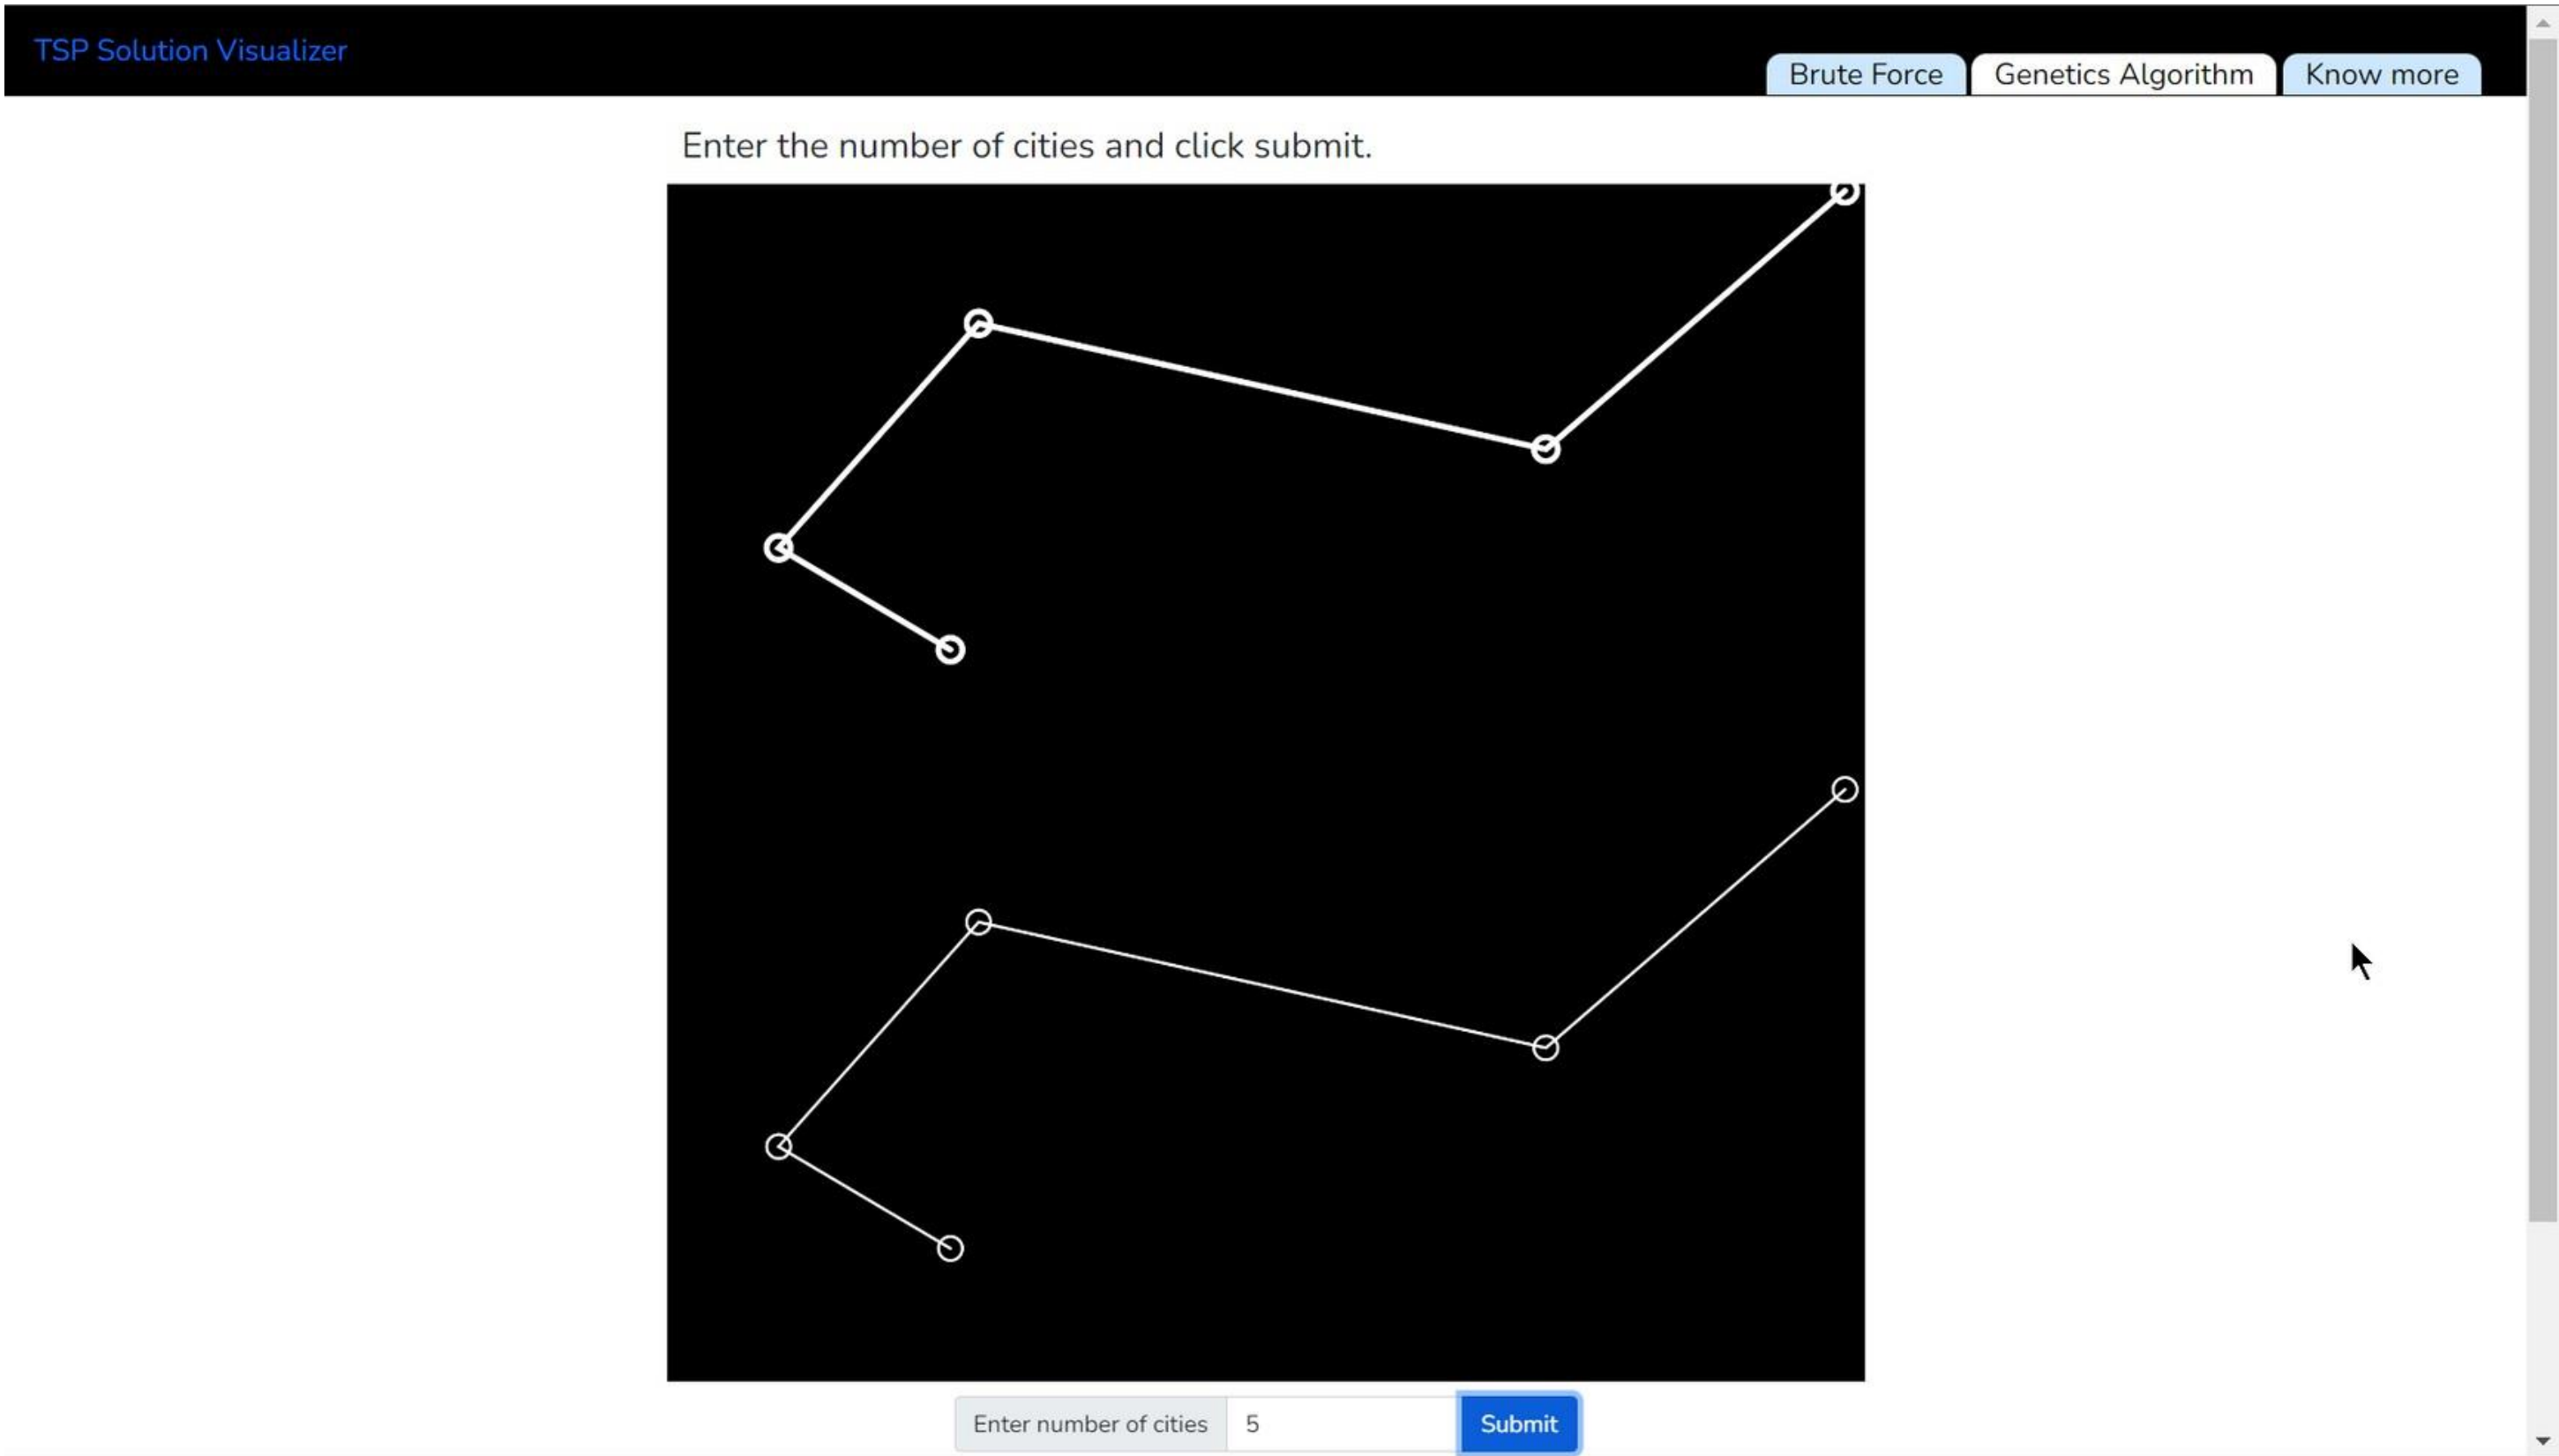 TSP Solution Visualizer
Brute Force
Genetics Algorithm
Know more
Enter the number of cities and click submit.
Enter number of cities
5
Submit